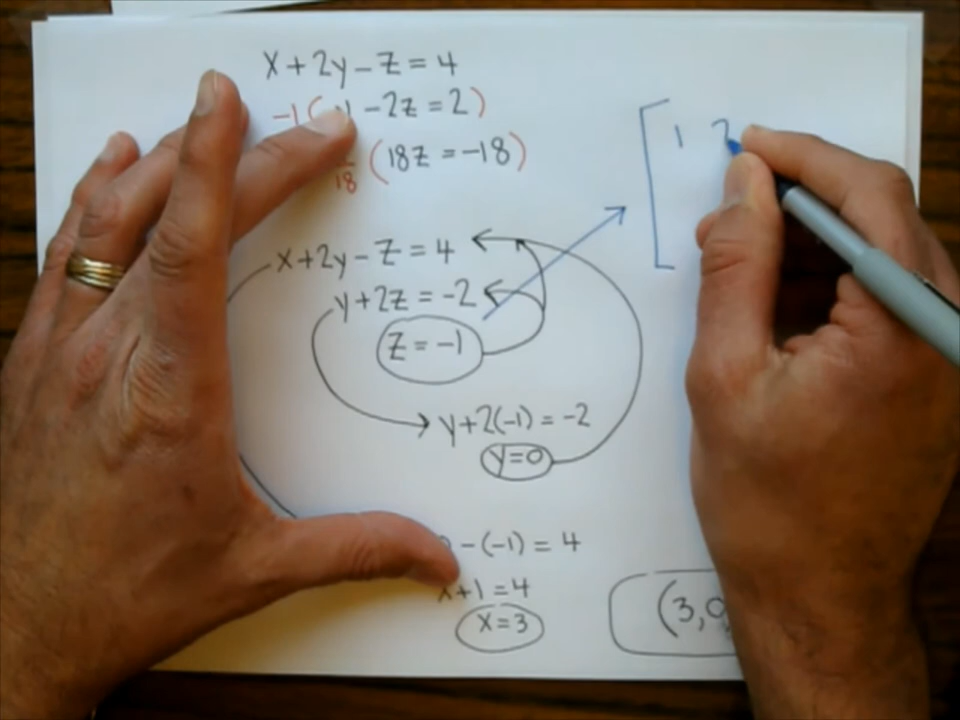 x+2y-z=4
-1( -2z=2)
18 (18z=-18)
1 2
x+2y-z=4
y+2z=-2
z=-1
y+2(-1)=-2
y=0
-(-1)=4
x+1=4
x=3
(3,0